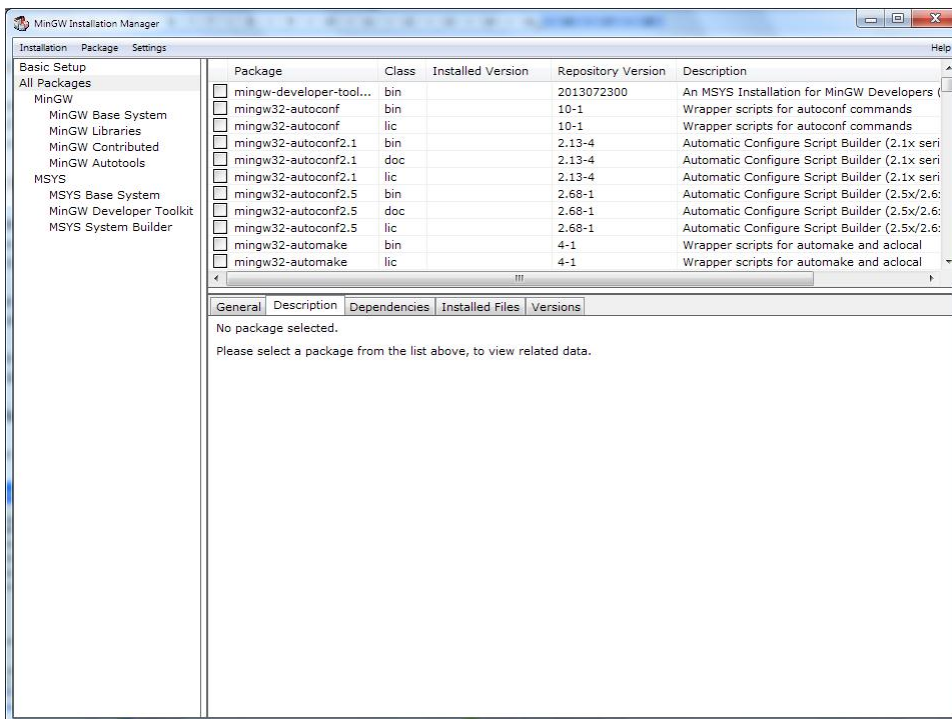 MinGW Installation Manager
Installation Package Settings Help
Basic Setup
All Packages
MinGW
MinGW Base System
MinGW Libraries
MinGW Contributed
MinGW Autotools
MSYS
MSYS Base System
MinGW Developer Toolkit
MSYS System Builder
Package Class Installed Version Repository Version Description
mingw-developer-tool... bin 2013072300 An MSYS Installation for MinGW Developers (
mingw32-autoconf bin 10-1 Wrapper scripts for autoconf commands
mingw32-autoconf lic 10-1 Wrapper scripts for autoconf commands
mingw32-autoconf2.1 bin 2.13-4 Automatic Configure Script Builder (2.1x seri
mingw32-autoconf2.1 doc 2.13-4 Automatic Configure Script Builder (2.1x seri
mingw32-autoconf2.1 lic 2.13-4 Automatic Configure Script Builder (2.1x seri
mingw32-autoconf2.5 bin 2.68-1 Automatic Configure Script Builder (2.5x/2.6:
mingw32-autoconf2.5 doc 2.68-1 Automatic Configure Script Builder (2.5x/2.6:
mingw32-autoconf2.5 lic 2.68-1 Automatic Configure Script Builder (2.5x/2.6:
mingw32-automake bin 4-1 Wrapper scripts for automake and aclocal
mingw32-automake lic 4-1 Wrapper scripts for automake and aclocal
General Description Dependencies Installed Files Versions
No package selected.
Please select a package from the list above, to view related data.